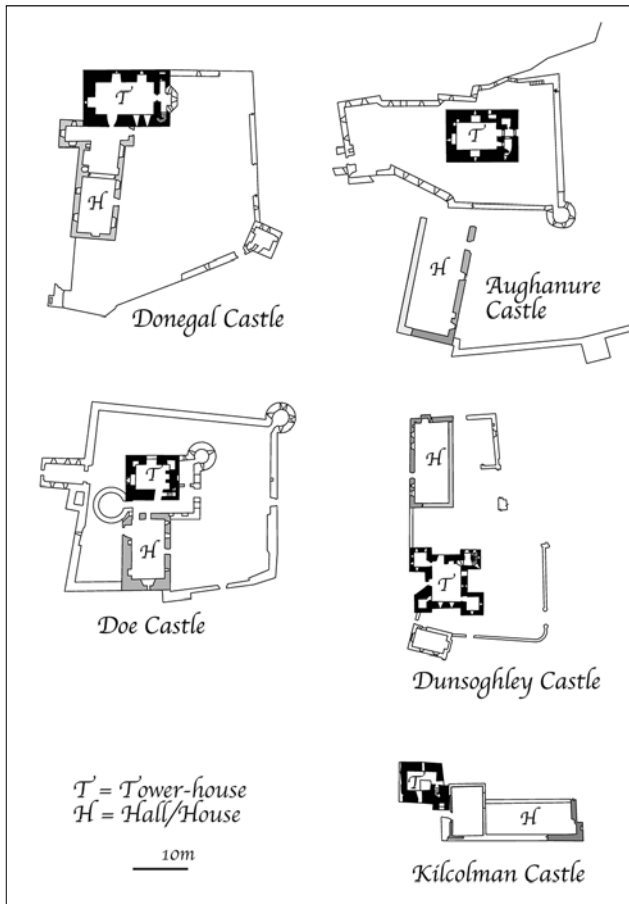 T
H
Donegal Castle
T
H
Aughanure
Castle
T
H
Doe Castle
H
T
Dunsoghley Castle
T = Tower-house
H = Hall/House
10m
T
H
Kilcolman Castle